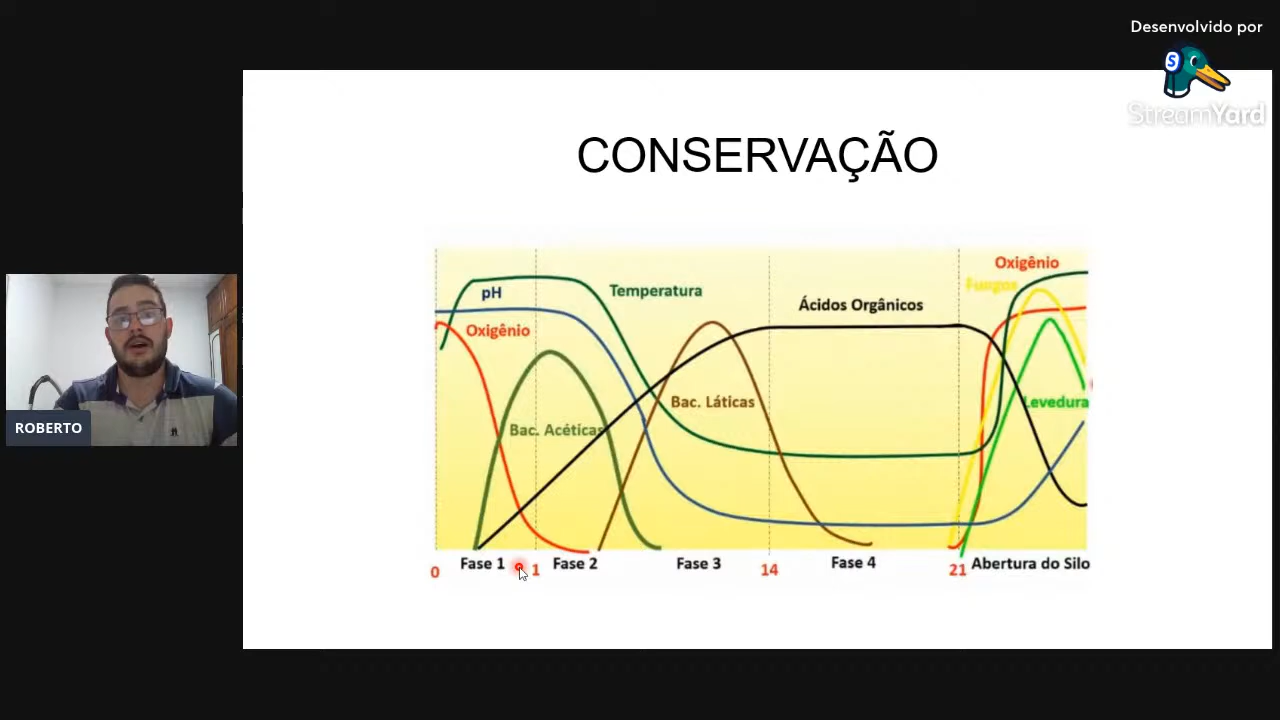 Desenvolvido por
S
StreamYard
CONSERVAÇÃO
Oxigênio
Fungos
pH
Temperatura
Ácidos Orgânicos
Oxigênio
Bac. Láticas
Levedura
Bac. Acéticas
ROBERTO
Fase 1
Fase 2
Fase 3
Fase 4
Abertura do Silo
0
1
14
21